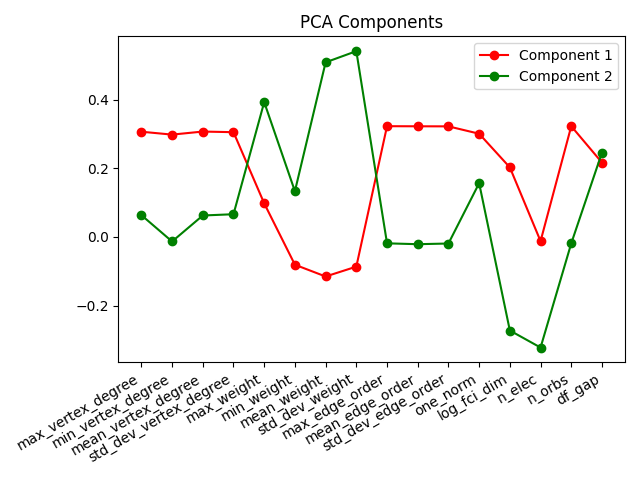 PCA Components
Component 1
Component 2
0.4
0.2
0.0
−0.2
max_vertex_degree
min_vertex_degree
mean_vertex_degree
std_dev_vertex_degree
max_weight
min_weight
mean_weight
std_dev_weight
max_edge_order
mean_edge_order
std_dev_edge_order
one_norm
log_fci_dim
n_elec
n_orbs
df_gap